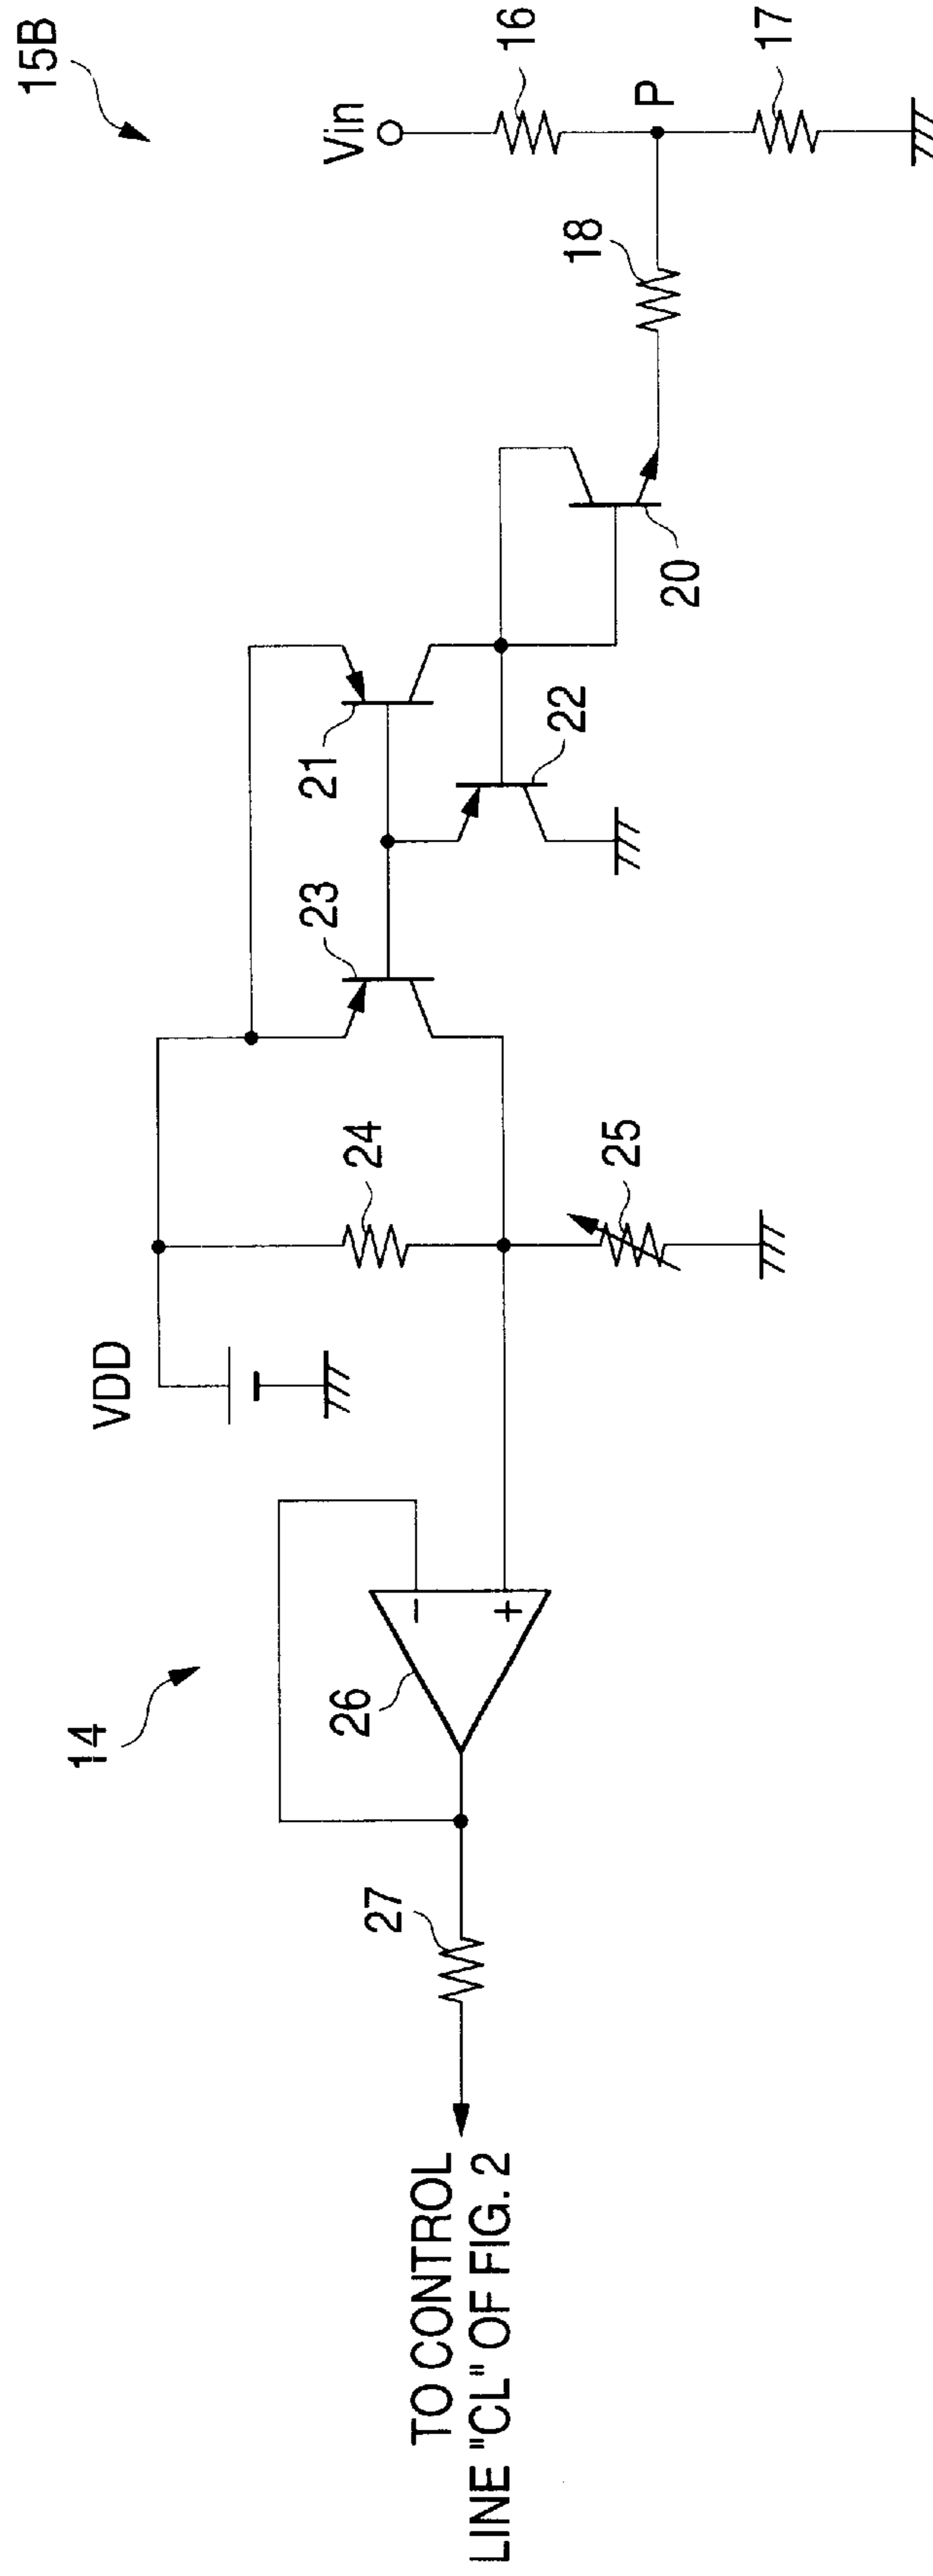 15B
14
Vin
16
P
17
18
20
21
22
23
24
25
VDD
26
-
+
27
TO CONTROL
LINE "CL" OF FIG. 2